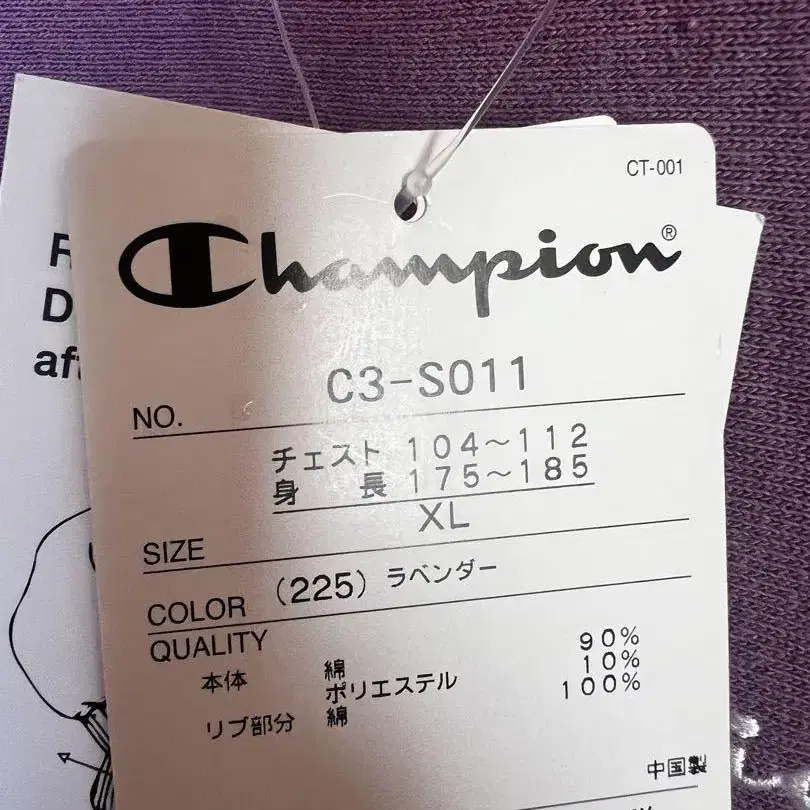 CT-001
Champion®
NO. C3-S011
チェスト 104~112
身長 175~185
SIZE XL
COLOR (225) ラベンダー
QUALITY
本体 綿 90%
ポリエステル 10%
リブ部分 綿 100%
中国製